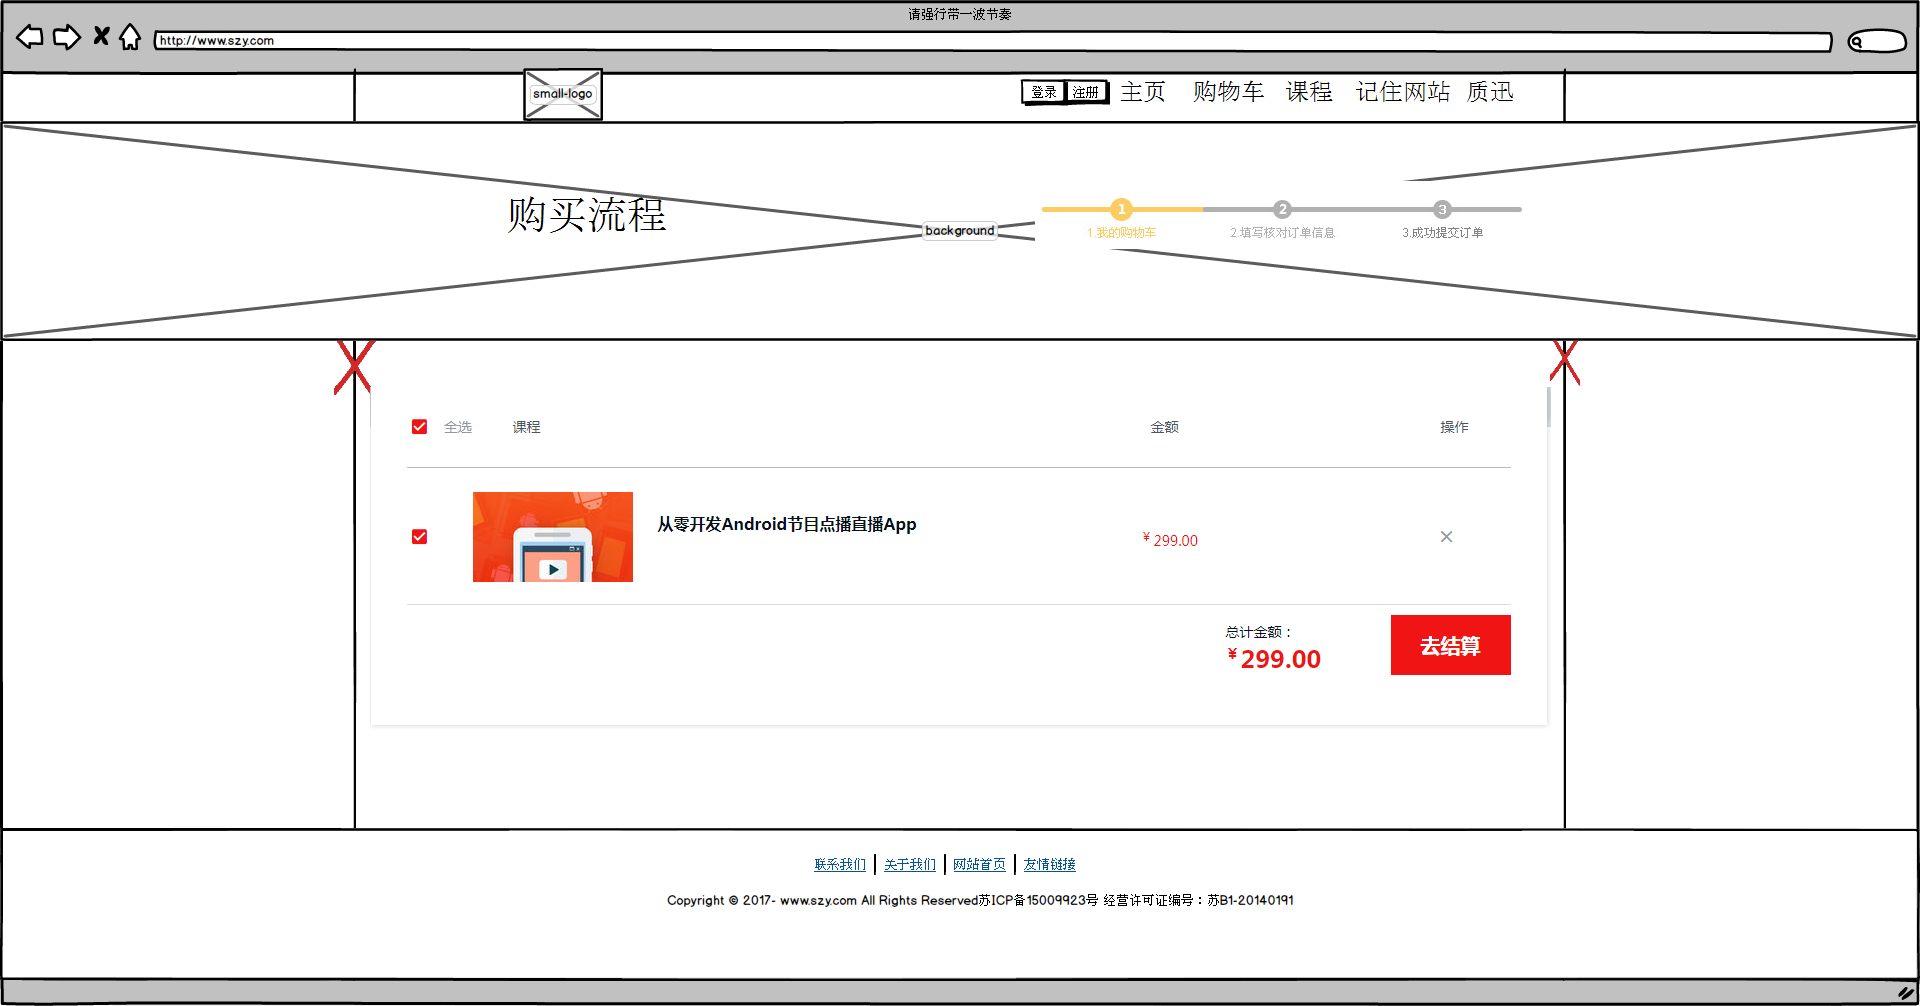 请强行带一波节奏
http://www.szy.com
small-logo
登录 注册 主页 购物车 课程 记住网站 质迅
购买流程
background
1 2 3
1.我的购物车 2.填写核对订单信息 3.成功提交订单
全选 课程 金额 操作
从零开发Android节目点播直播App
¥ 299.00
总计金额：
¥299.00
去结算
联系我们 关于我们 网站首页 友情链接
Copyright © 2017- www.szy.com All Rights Reserved苏ICP备15009923号 经营许可证编号：苏B1-20140191